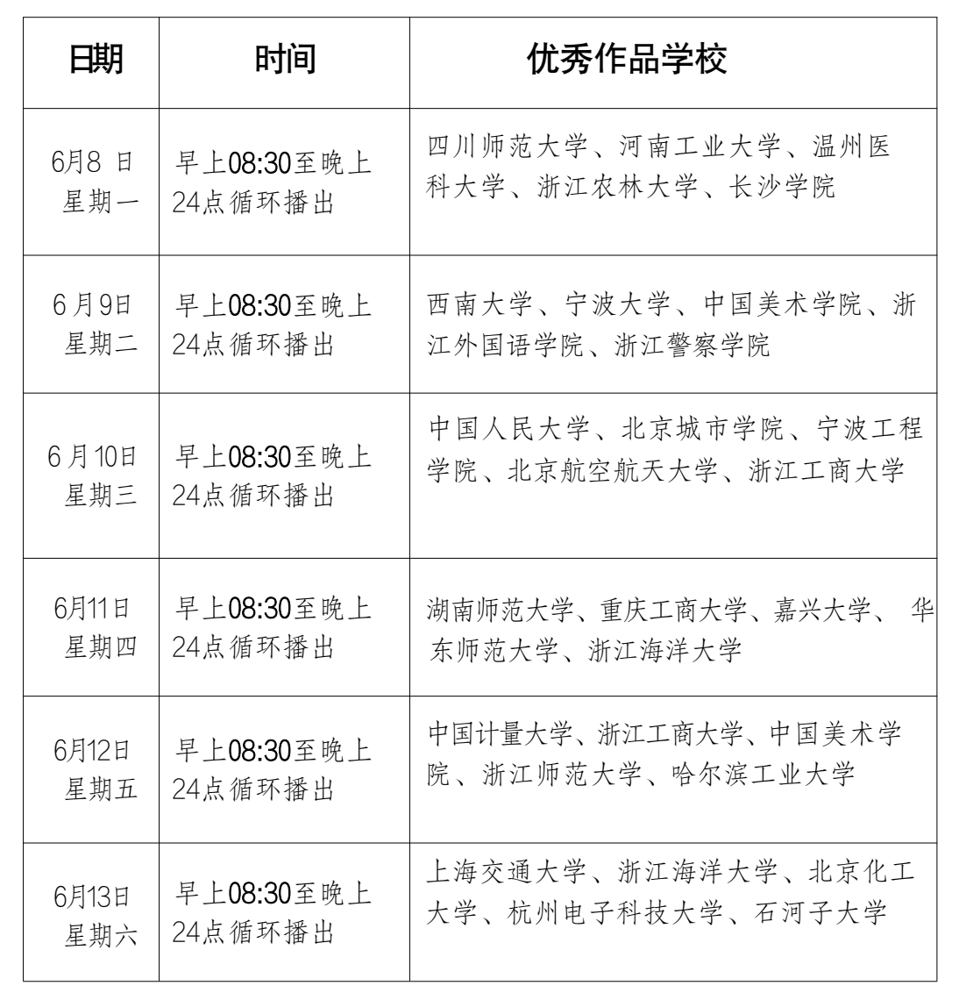 日期 时间 优秀作品学校
6月8 日
星期一
早上08:30至晚上
24点循环播出
四川师范大学、河南工业大学、温州医
科大学、浙江农林大学、长沙学院
6月9日
星期二
早上08:30至晚上
24点循环播出
西南大学、宁波大学、中国美术学院、浙
江外国语学院、浙江警察学院
6月10日
星期三
早上08:30至晚上
24点循环播出
中国人民大学、北京城市学院、宁波工程
学院、北京航空航天大学、浙江工商大学
6月11日
星期四
早上08:30至晚上
24点循环播出
湖南师范大学、重庆工商大学、嘉兴大学、 华
东师范大学、浙江海洋大学
6月12日
星期五
早上08:30至晚上
24点循环播出
中国计量大学、浙江工商大学、中国美术学
院、浙江师范大学、哈尔滨工业大学
6月13日
星期六
早上08:30至晚上
24点循环播出
上海交通大学、浙江海洋大学、北京化工
大学、杭州电子科技大学、石河子大学